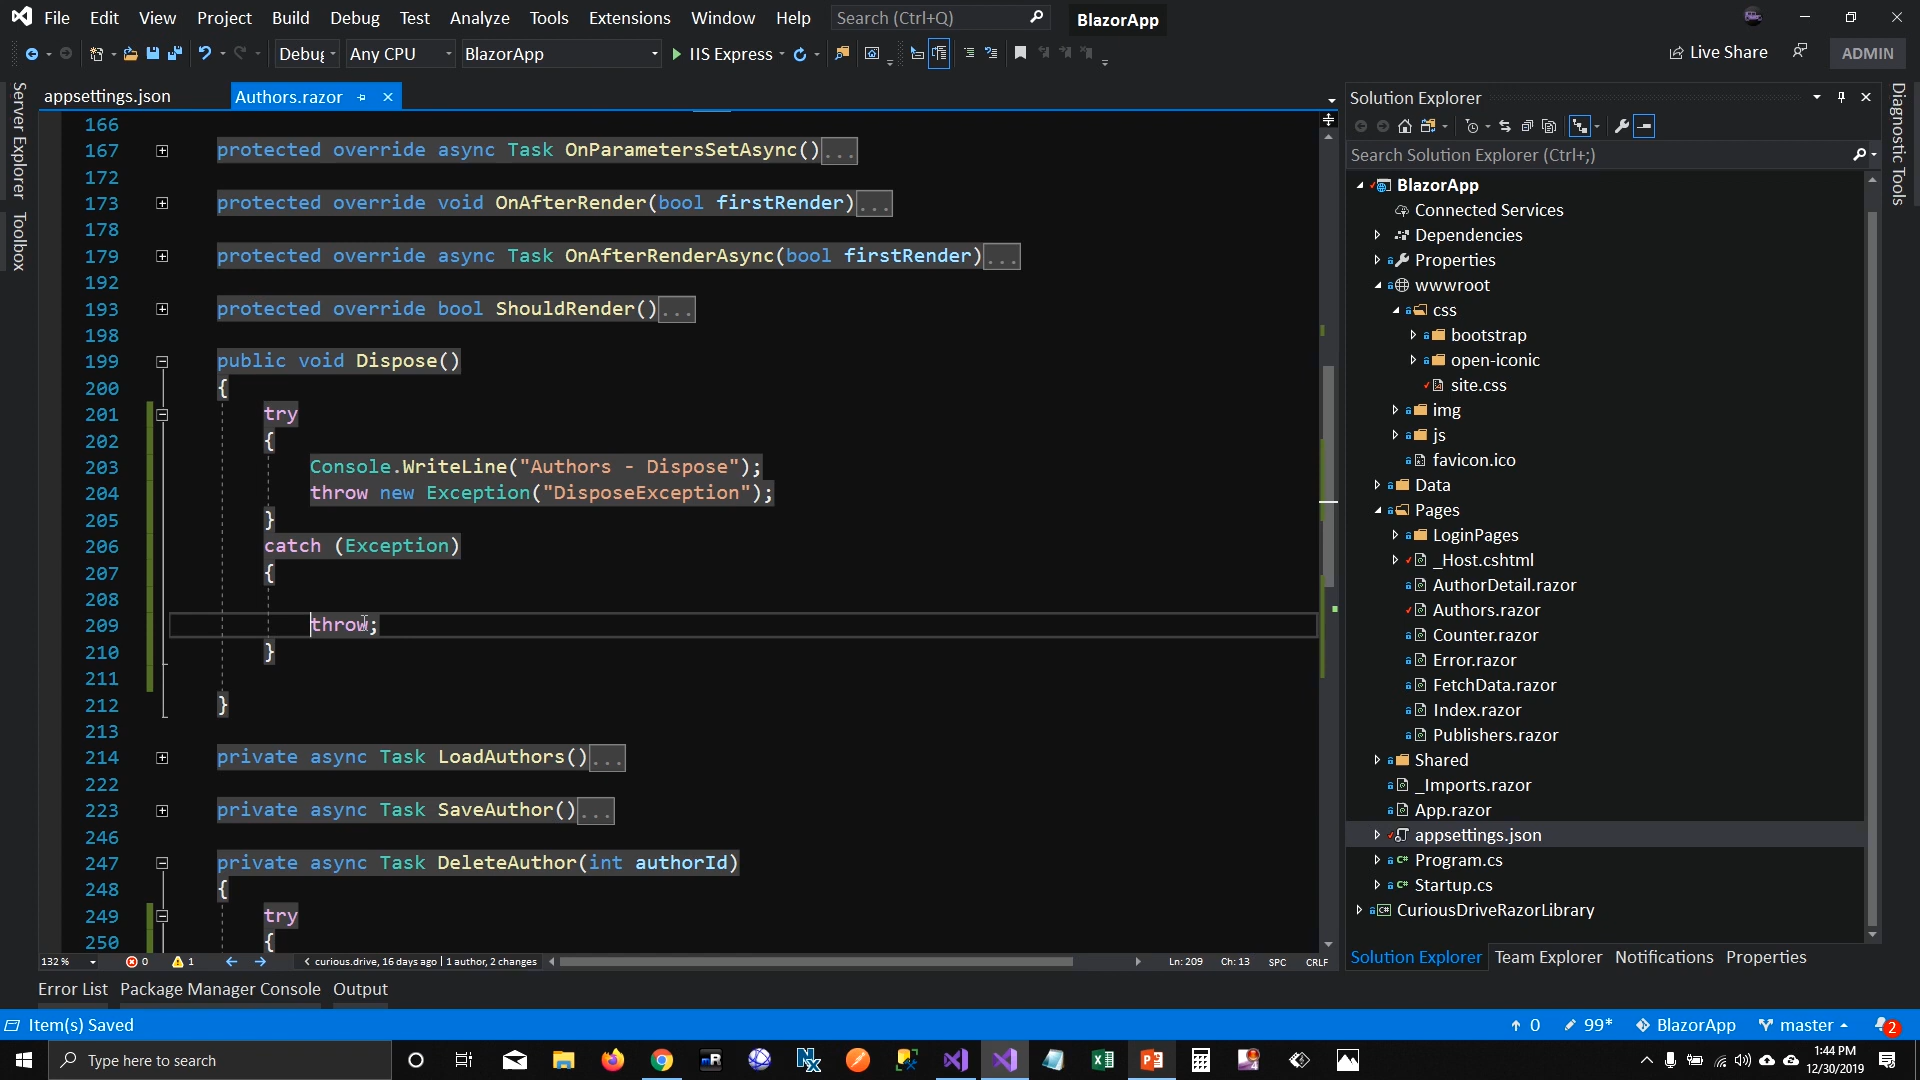 File Edit View Project Build Debug Test Analyze Tools Extensions Window Help Search (Ctrl+Q) BlazorApp
Debug Any CPU BlazorApp IIS Express Live Share ADMIN
Server Explorer
Toolbox
appsettings.json Authors.razor
166
167 protected override async Task OnParametersSetAsync()...
172
173 protected override void OnAfterRender(bool firstRender)...
178
179 protected override async Task OnAfterRenderAsync(bool firstRender)...
192
193 protected override bool ShouldRender()...
198
199 public void Dispose()
200 {
201 try
202 {
203 Console.WriteLine("Authors - Dispose");
204 throw new Exception("DisposeException");
205 }
206 catch (Exception)
207 {
208
209 throw;
210 }
211
212 }
213
214 private async Task LoadAuthors()...
222
223 private async Task SaveAuthor()...
246
247 private async Task DeleteAuthor(int authorId)
248 {
249 try
250 {
132 % 0 1 curious.drive, 16 days ago | 1 author, 2 changes Ln: 209 Ch: 13 SPC CRLF
Error List Package Manager Console Output
Solution Explorer
Search Solution Explorer (Ctrl+;)
BlazorApp
Connected Services
Dependencies
Properties
wwwroot
css
bootstrap
open-iconic
site.css
img
js
favicon.ico
Data
Pages
LoginPages
_Host.cshtml
AuthorDetail.razor
Authors.razor
Counter.razor
Error.razor
FetchData.razor
Index.razor
Publishers.razor
Shared
_Imports.razor
App.razor
appsettings.json
Program.cs
Startup.cs
CuriousDriveRazorLibrary
Solution Explorer Team Explorer Notifications Properties
Diagnostic Tools
Item(s) Saved 0 99* BlazorApp master 2
Type here to search 1:44 PM
12/30/2019